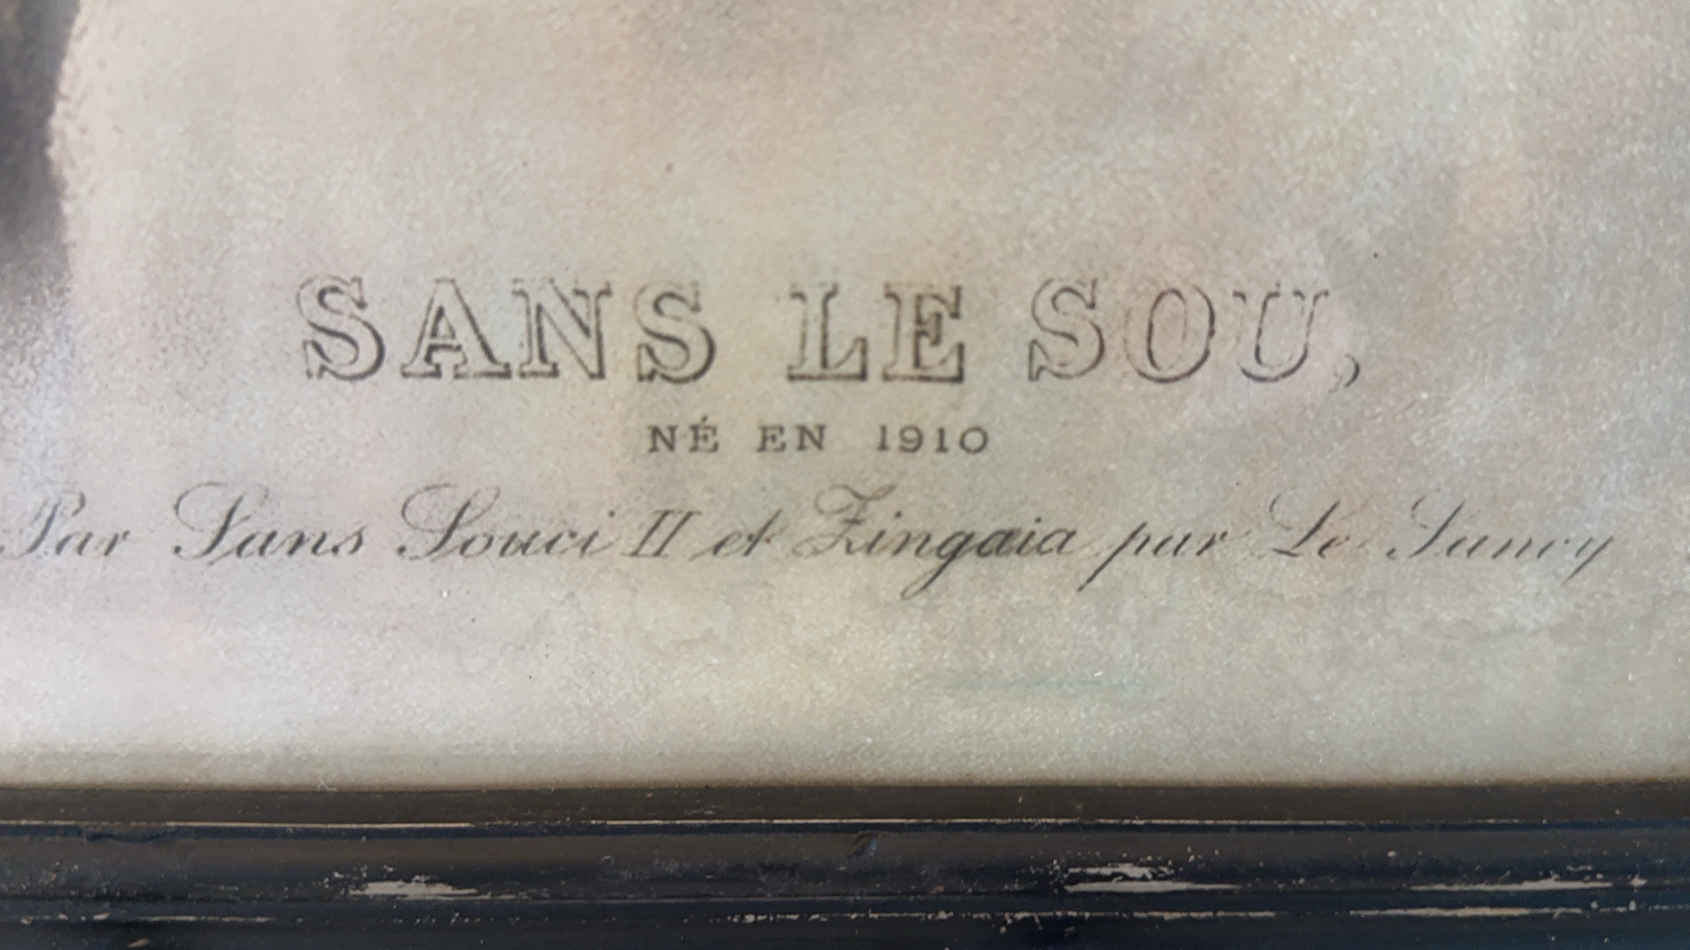 SANS LE SOU,
NÉ EN 1910
Par Sans Souci II et Zingaia par Le Sancy